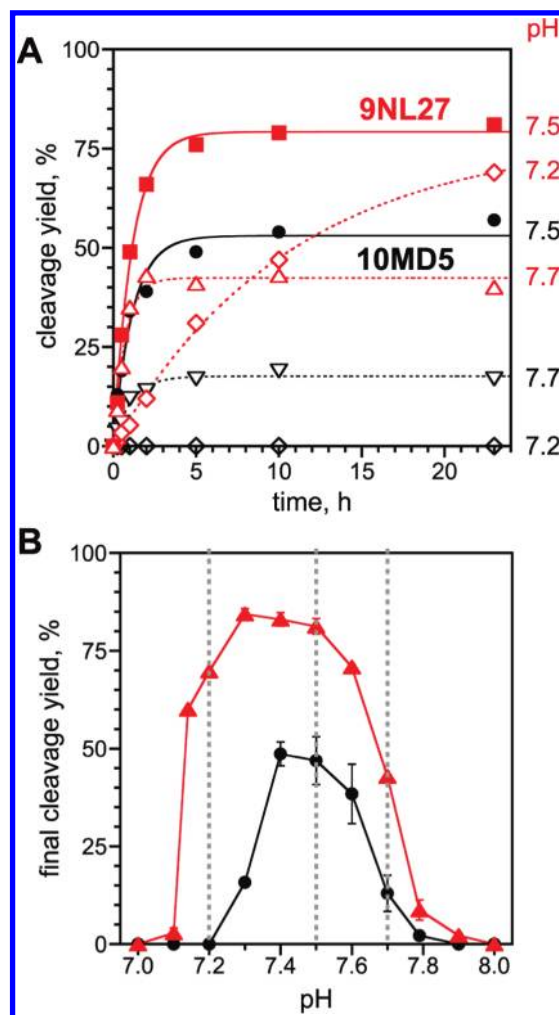 A
pH
100
75
50
25
0
cleavage yield, %
9NL27
10MD5
7.5
7.2
7.5
7.7
7.7
7.2
0 5 10 15 20
time, h
B
100
75
50
25
0
final cleavage yield, %
7.0 7.2 7.4 7.6 7.8 8.0
pH